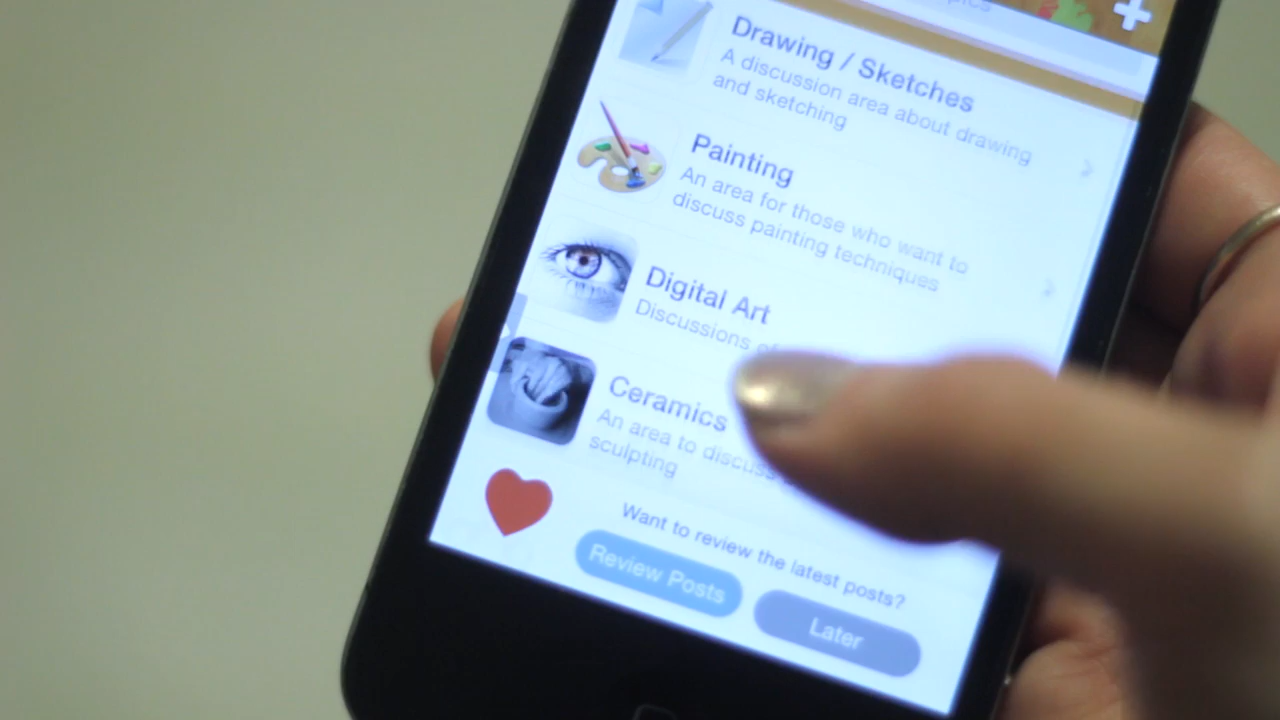 Drawing / Sketches
A discussion area about drawing
and sketching
Painting
An area for those who want to
discuss painting techniques
Digital Art
Discussions
Ceramics
An area to discuss
sculpting
Want to review the latest posts?
Review Posts
Later